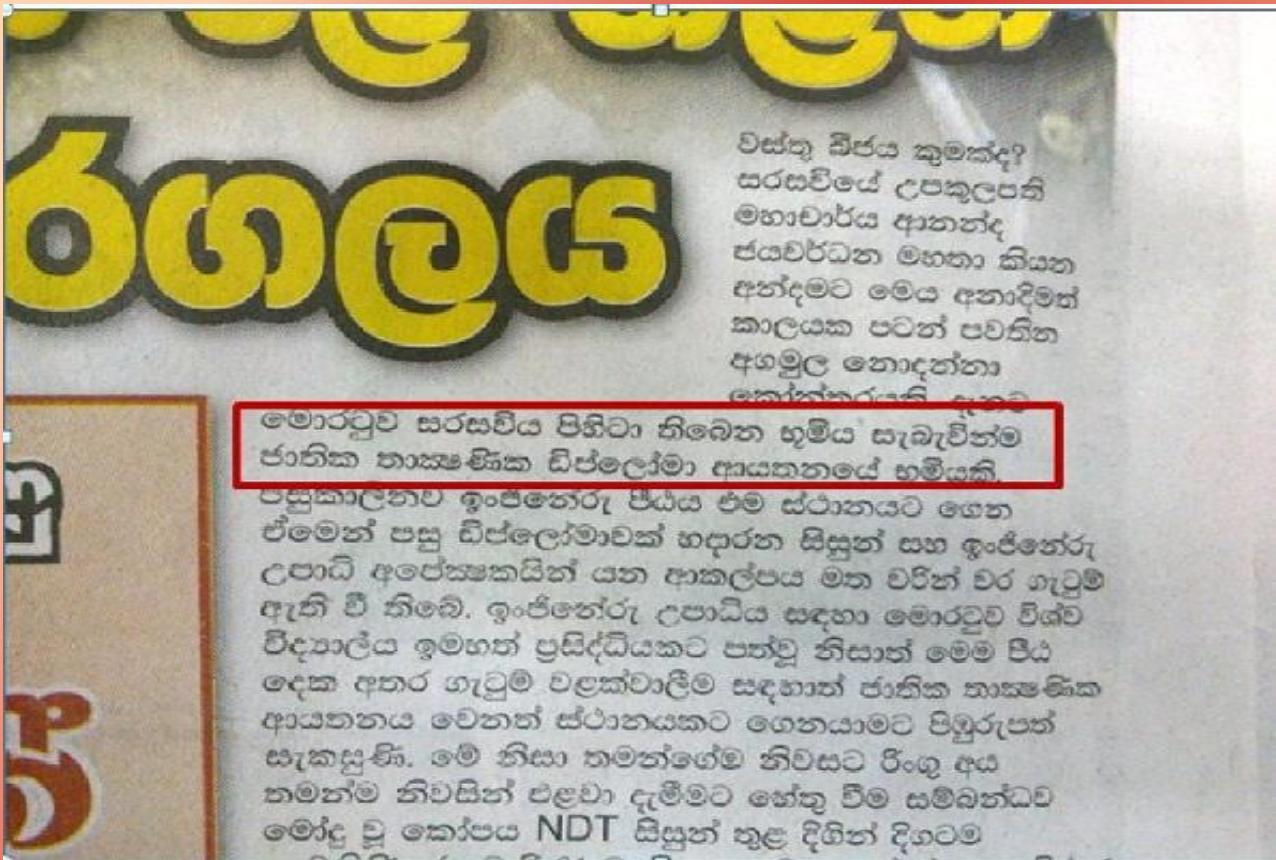 රගලය
වස්තු බීජය කුමක්ද?
සරසවියේ උපකුලපති
මහාචාර්ය ආනන්ද
ජයවර්ධන මහතා කියන
අන්දමට මෙය අනාදිමත්
කාලයක පටන් පවතින
අගමුල නොදන්නා
මොරටුව සරසවිය පිහිටා තිබෙන භූමිය සැබැවින්ම
ජාතික තාක්‍ෂණික ඩිප්ලෝමා ආයතනයේ භූමියකි.
පසුකාලීනව ඉංජිනේරු පීඨය එම ස්ථානයට ගෙන
ඒමෙන් පසු ඩිප්ලෝමාවක් හදාරන සිසුන් සහ ඉංජිනේරු
උපාධි අපේක්‍ෂකයින් යන ආකල්පය මත වරින් වර ගැටුම්
ඇති වී තිබේ. ඉංජිනේරු උපාධිය සඳහා මොරටුව විශ්ව
විද්‍යාලය ඉමහත් ප්‍රසිද්ධියකට පත්වූ නිසාත් මෙම පීඨ
දෙක අතර ගැටුම් වළක්වාලීම සඳහාත් ජාතික තාක්‍ෂණික
ආයතනය වෙනත් ස්ථානයකට ගෙනයාමට පිඹුරුපත්
සැකසුණි. මේ නිසා තමන්ගේම නිවසට රිංගු අය
තමන්ම නිවසින් එළවා දැමීමට හේතු වීම සම්බන්ධව
මෝදු වූ කෝපය NDT සිසුන් තුළ දිගින් දිගටම